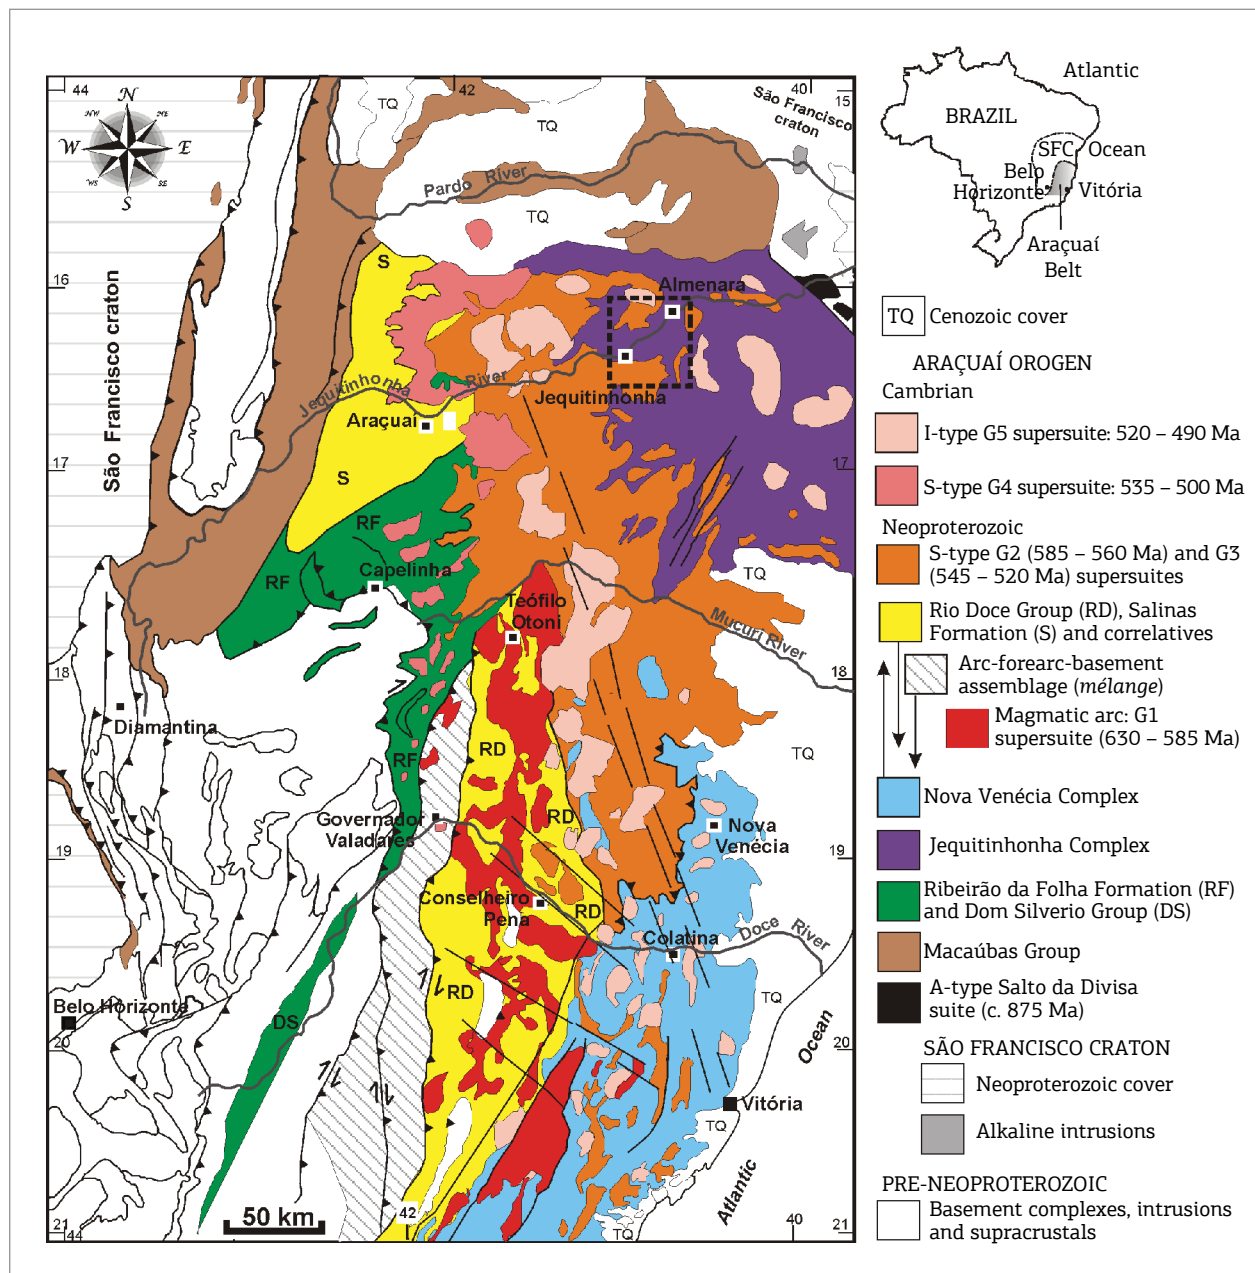 44
42
40
15
N
NW
NE
W
E
WS
SE
S
TQ
TQ
São Francisco
craton
Pardo River
TQ
S
16
São Francisco craton
Almenara
Jequitinhonha
River
Jequitinhonha
Araçuaí
17
17
S
RF
RF
Capelinha
TQ
Teófilo
Otoni
Mucuri River
18
18
Diamantina
RD
TQ
RF
Governador
Valadares
RD
Nova
Venécia
19
19
Conselheiro
Pena
RD
Colatina
Doce River
RD
TQ
Belo Horizonte
DS
20
20
Ocean
Vitória
TQ
Atlantic
50 km
21
44
42
40
21
TQ
Atlantic
BRAZIL
SFC
Ocean
Belo
Horizonte
Vitória
Araçuaí
Belt
TQ
Cenozoic cover
ARAÇUAÍ OROGEN
Cambrian
I-type G5 supersuite: 520 – 490 Ma
S-type G4 supersuite: 535 – 500 Ma
Neoproterozoic
S-type G2 (585 – 560 Ma) and G3
(545 – 520 Ma) supersuites
Rio Doce Group (RD), Salinas
Formation (S) and correlatives
Arc-forearc-basement
assemblage (mélange)
Magmatic arc: G1
supersuite (630 – 585 Ma)
Nova Venécia Complex
Jequitinhonha Complex
Ribeirão da Folha Formation (RF)
and Dom Silverio Group (DS)
Macaúbas Group
A-type Salto da Divisa
suite (c. 875 Ma)
SÃO FRANCISCO CRATON
Neoproterozoic cover
Alkaline intrusions
PRE-NEOPROTEROZOIC
Basement complexes, intrusions
and supracrustals